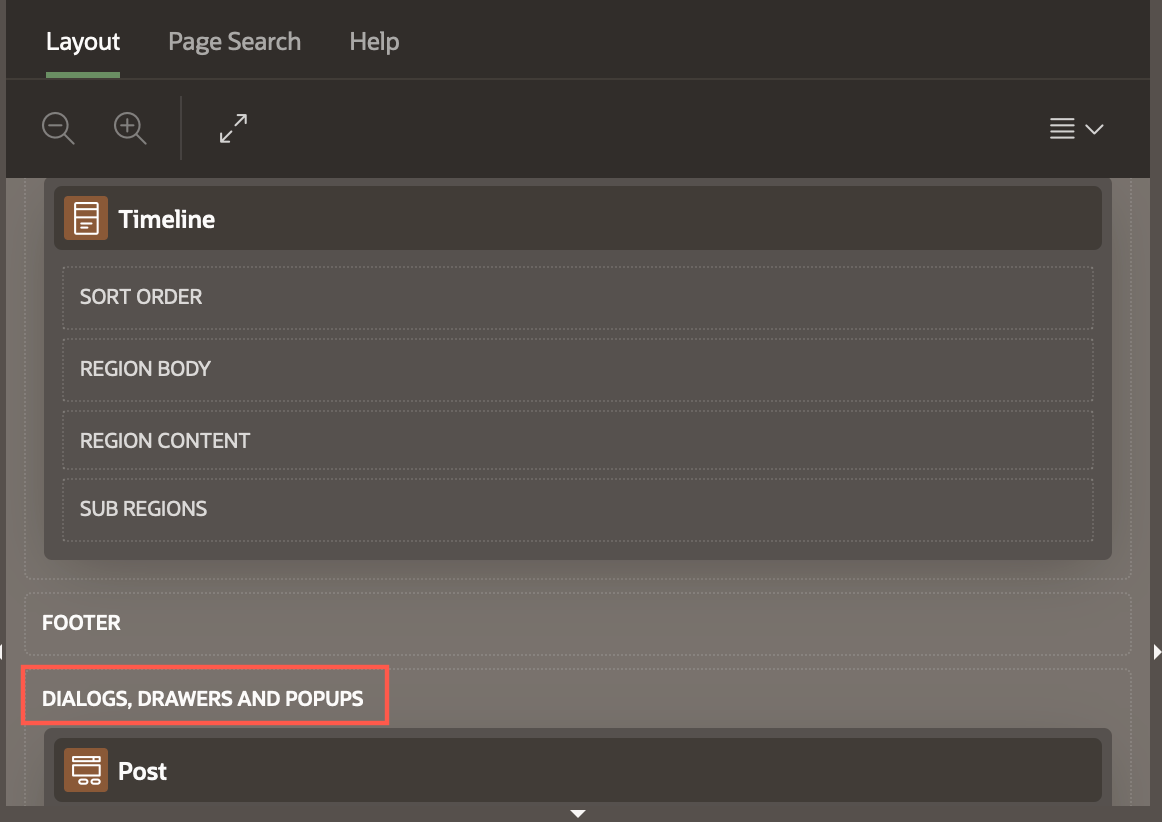 Layout Page Search Help
Timeline
SORT ORDER
REGION BODY
REGION CONTENT
SUB REGIONS
FOOTER
DIALOGS, DRAWERS AND POPUPS
Post